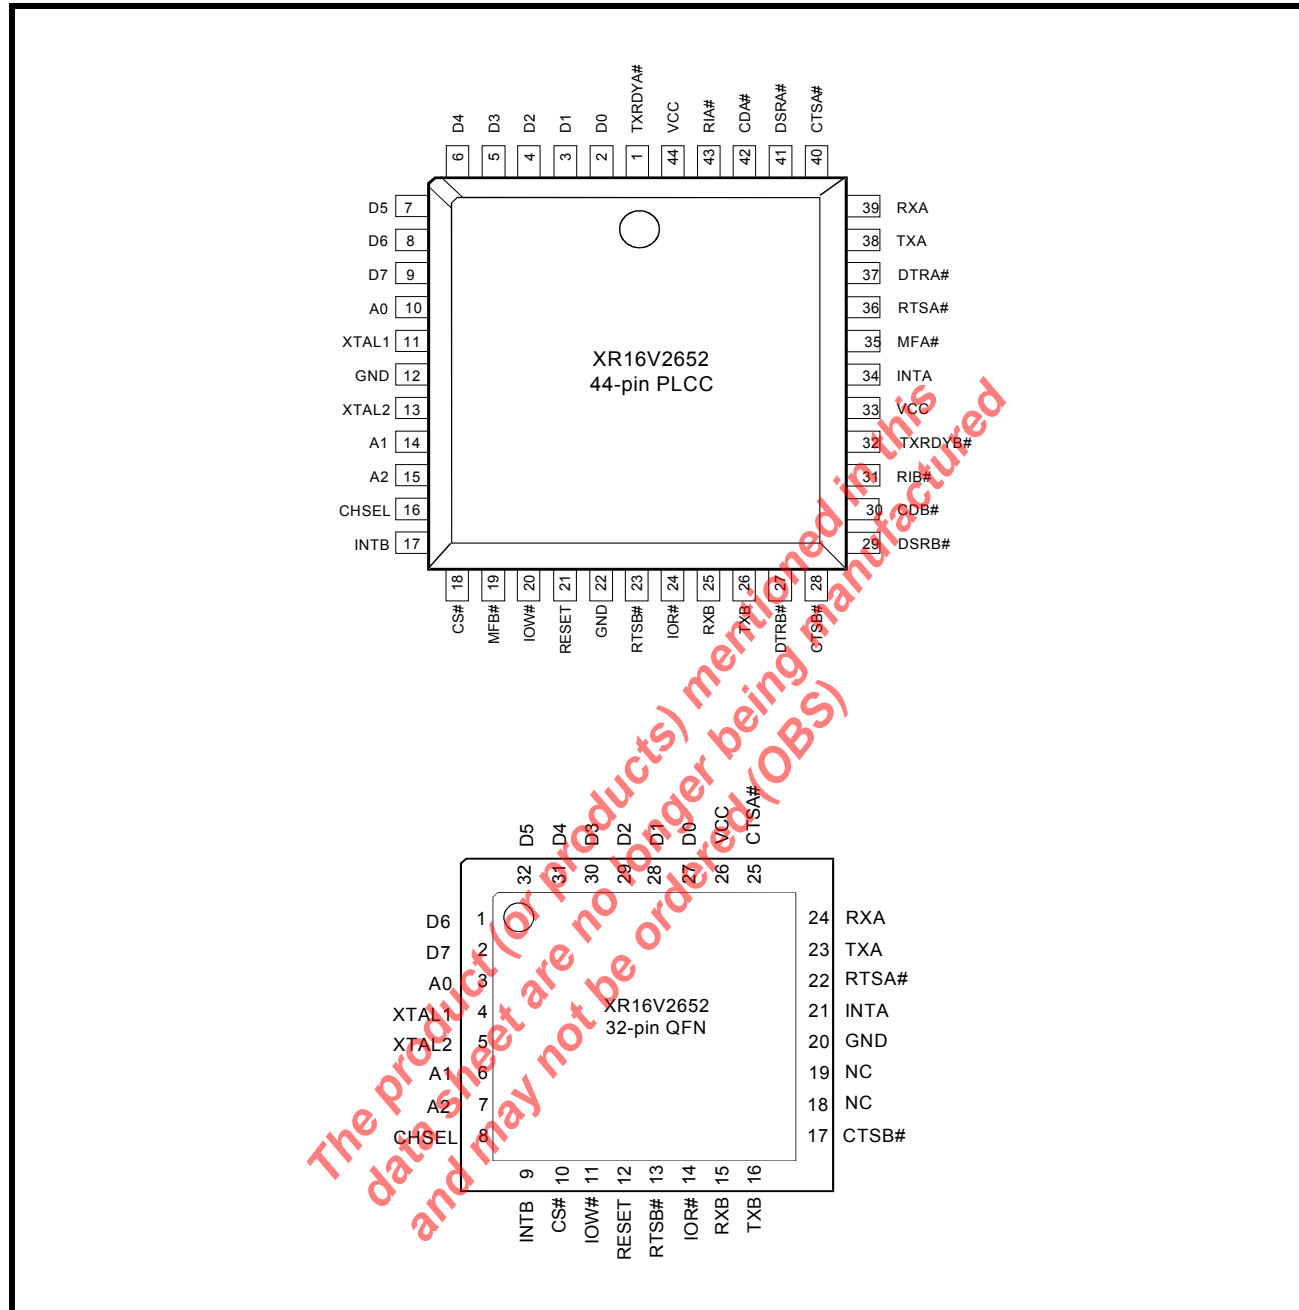 D4 D3 D2 D1 D0 TXRDYA# VCC RIA# CDA# DSRA# CTSA#
6 5 4 3 2 1 44 43 42 41 40
D5 7 39 RXA
D6 8 38 TXA
D7 9 37 DTRA#
A0 10 36 RTSA#
XTAL1 11 35 MFA#
GND 12 34 INTA
XTAL2 13 33 VCC
A1 14 32 TXRDYB#
A2 15 31 RIB#
CHSEL 16 30 CDB#
INTB 17 29 DSRB#
XR16V2652
44-pin PLCC
18 19 20 21 22 23 24 25 26 27 28
CS# MFB# IOW# RESET GND RTSB# IOR# RXB TXB DTRB# CTSB#
D5 D4 D3 D2 D1 D0 VCC CTSA#
32 31 30 29 28 27 26 25
D6 1 24 RXA
D7 2 23 TXA
A0 3 22 RTSA#
XTAL1 4 21 INTA
XTAL2 5 20 GND
A1 6 19 NC
A2 7 18 NC
CHSEL 8 17 CTSB#
XR16V2652
32-pin QFN
9 10 11 12 13 14 15 16
INTB CS# IOW# RESET RTSB# IOR# RXB TXB
The product (or products) mentioned in this
data sheet are no longer being manufactured
and may not be ordered (OBS)